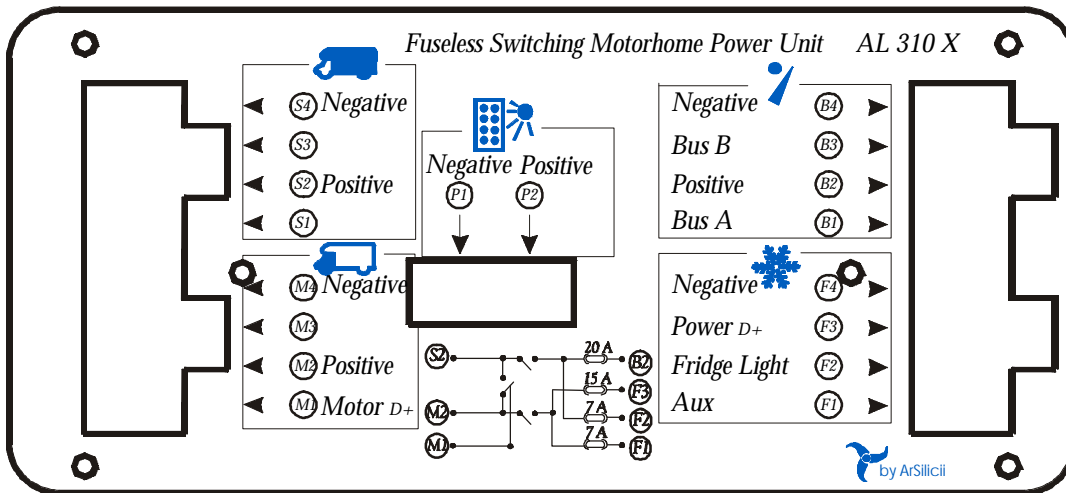 Fuseless Switching Motorhome Power Unit AL 310 X
S4 Negative
S3
S2 Positive
S1
Negative Positive
P1 P2
Negative B4
Bus B B3
Positive B2
Bus A B1
M4 Negative
M3
M2 Positive
M1 Motor D+
Negative F4
Power D+ F3
Fridge Light F2
Aux F1
S2 20 A B2
15 A F3
M2 7 A F2
M1 7 A F1
by ArSilicii